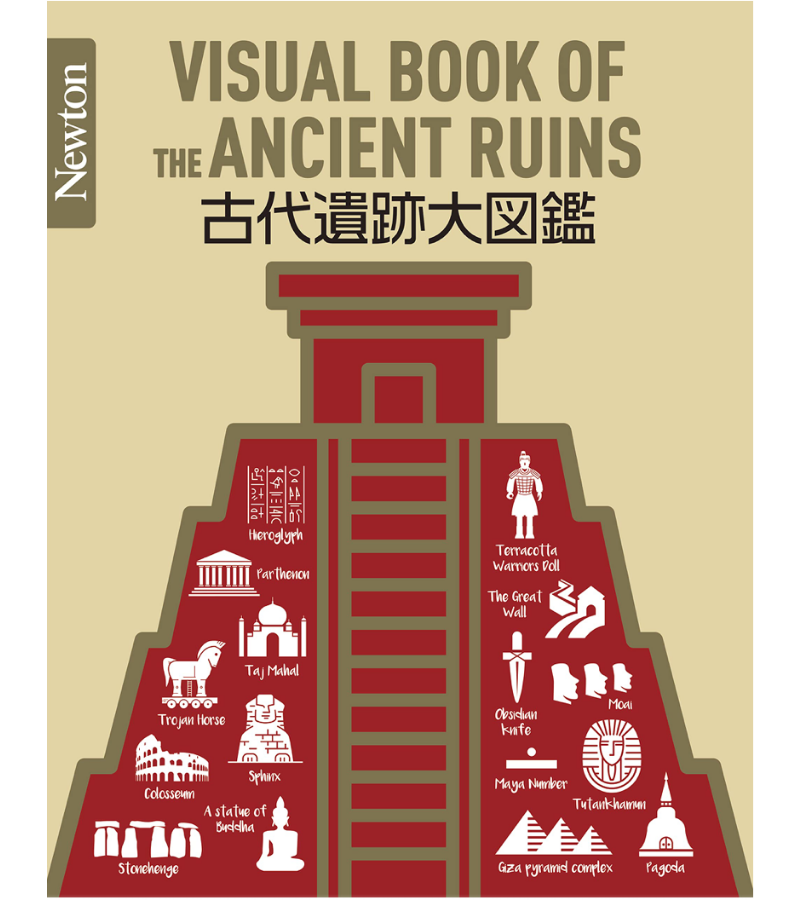 Newton
VISUAL BOOK OF
THE ANCIENT RUINS
古代遺跡大図鑑
Hieroglyph
Parthenon
Taj Mahal
Trojan Horse
Sphinx
Colosseum
A statue of
Buddha
Stonehenge
Terracotta
Warriors Doll
The Great
Wall
Obsidian
knife
Moai
Maya Number
Tutankhamun
Giza pyramid complex
Pagoda